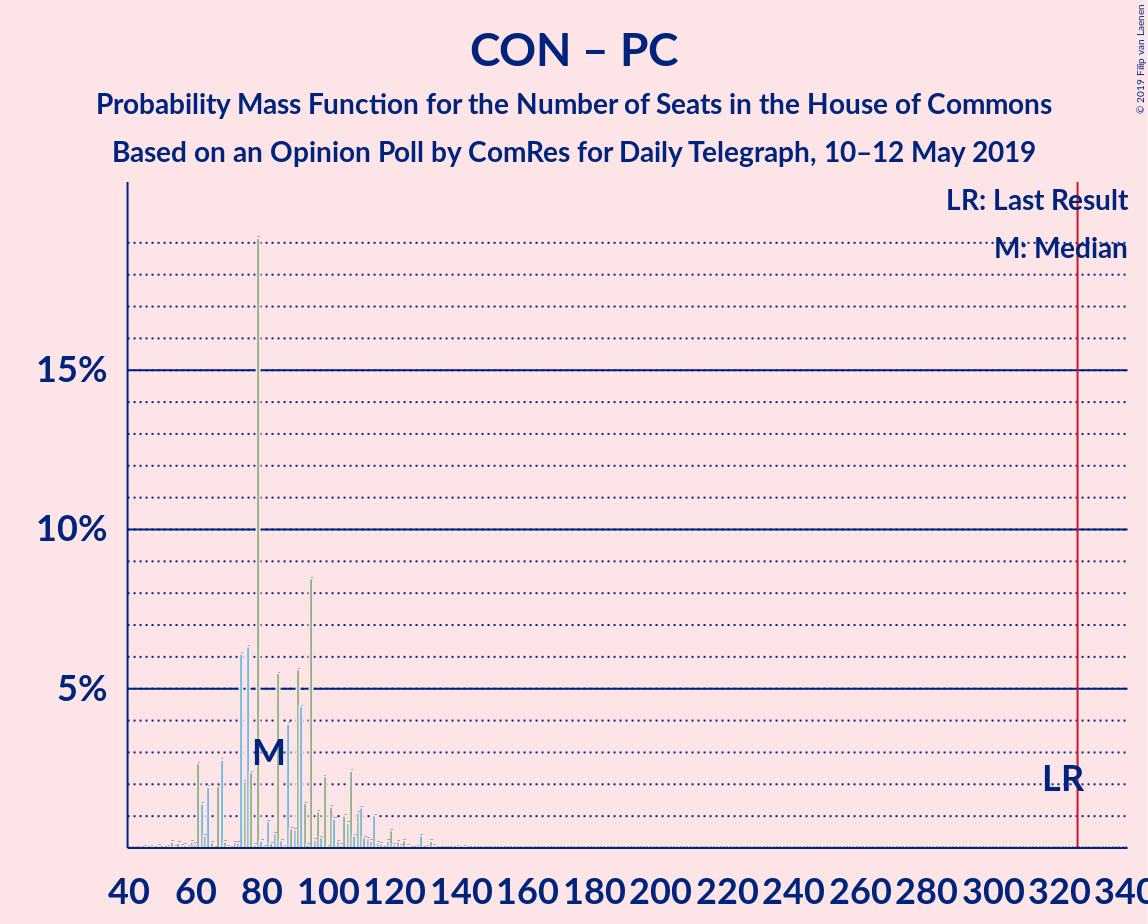 CON – PC
Probability Mass Function for the Number of Seats in the House of Commons
Based on an Opinion Poll by ComRes for Daily Telegraph, 10–12 May 2019
© 2019 Filip van Laenen
LR: Last Result
M: Median
15%
10%
5%
M
LR
40 60 80 100 120 140 160 180 200 220 240 260 280 300 320 340